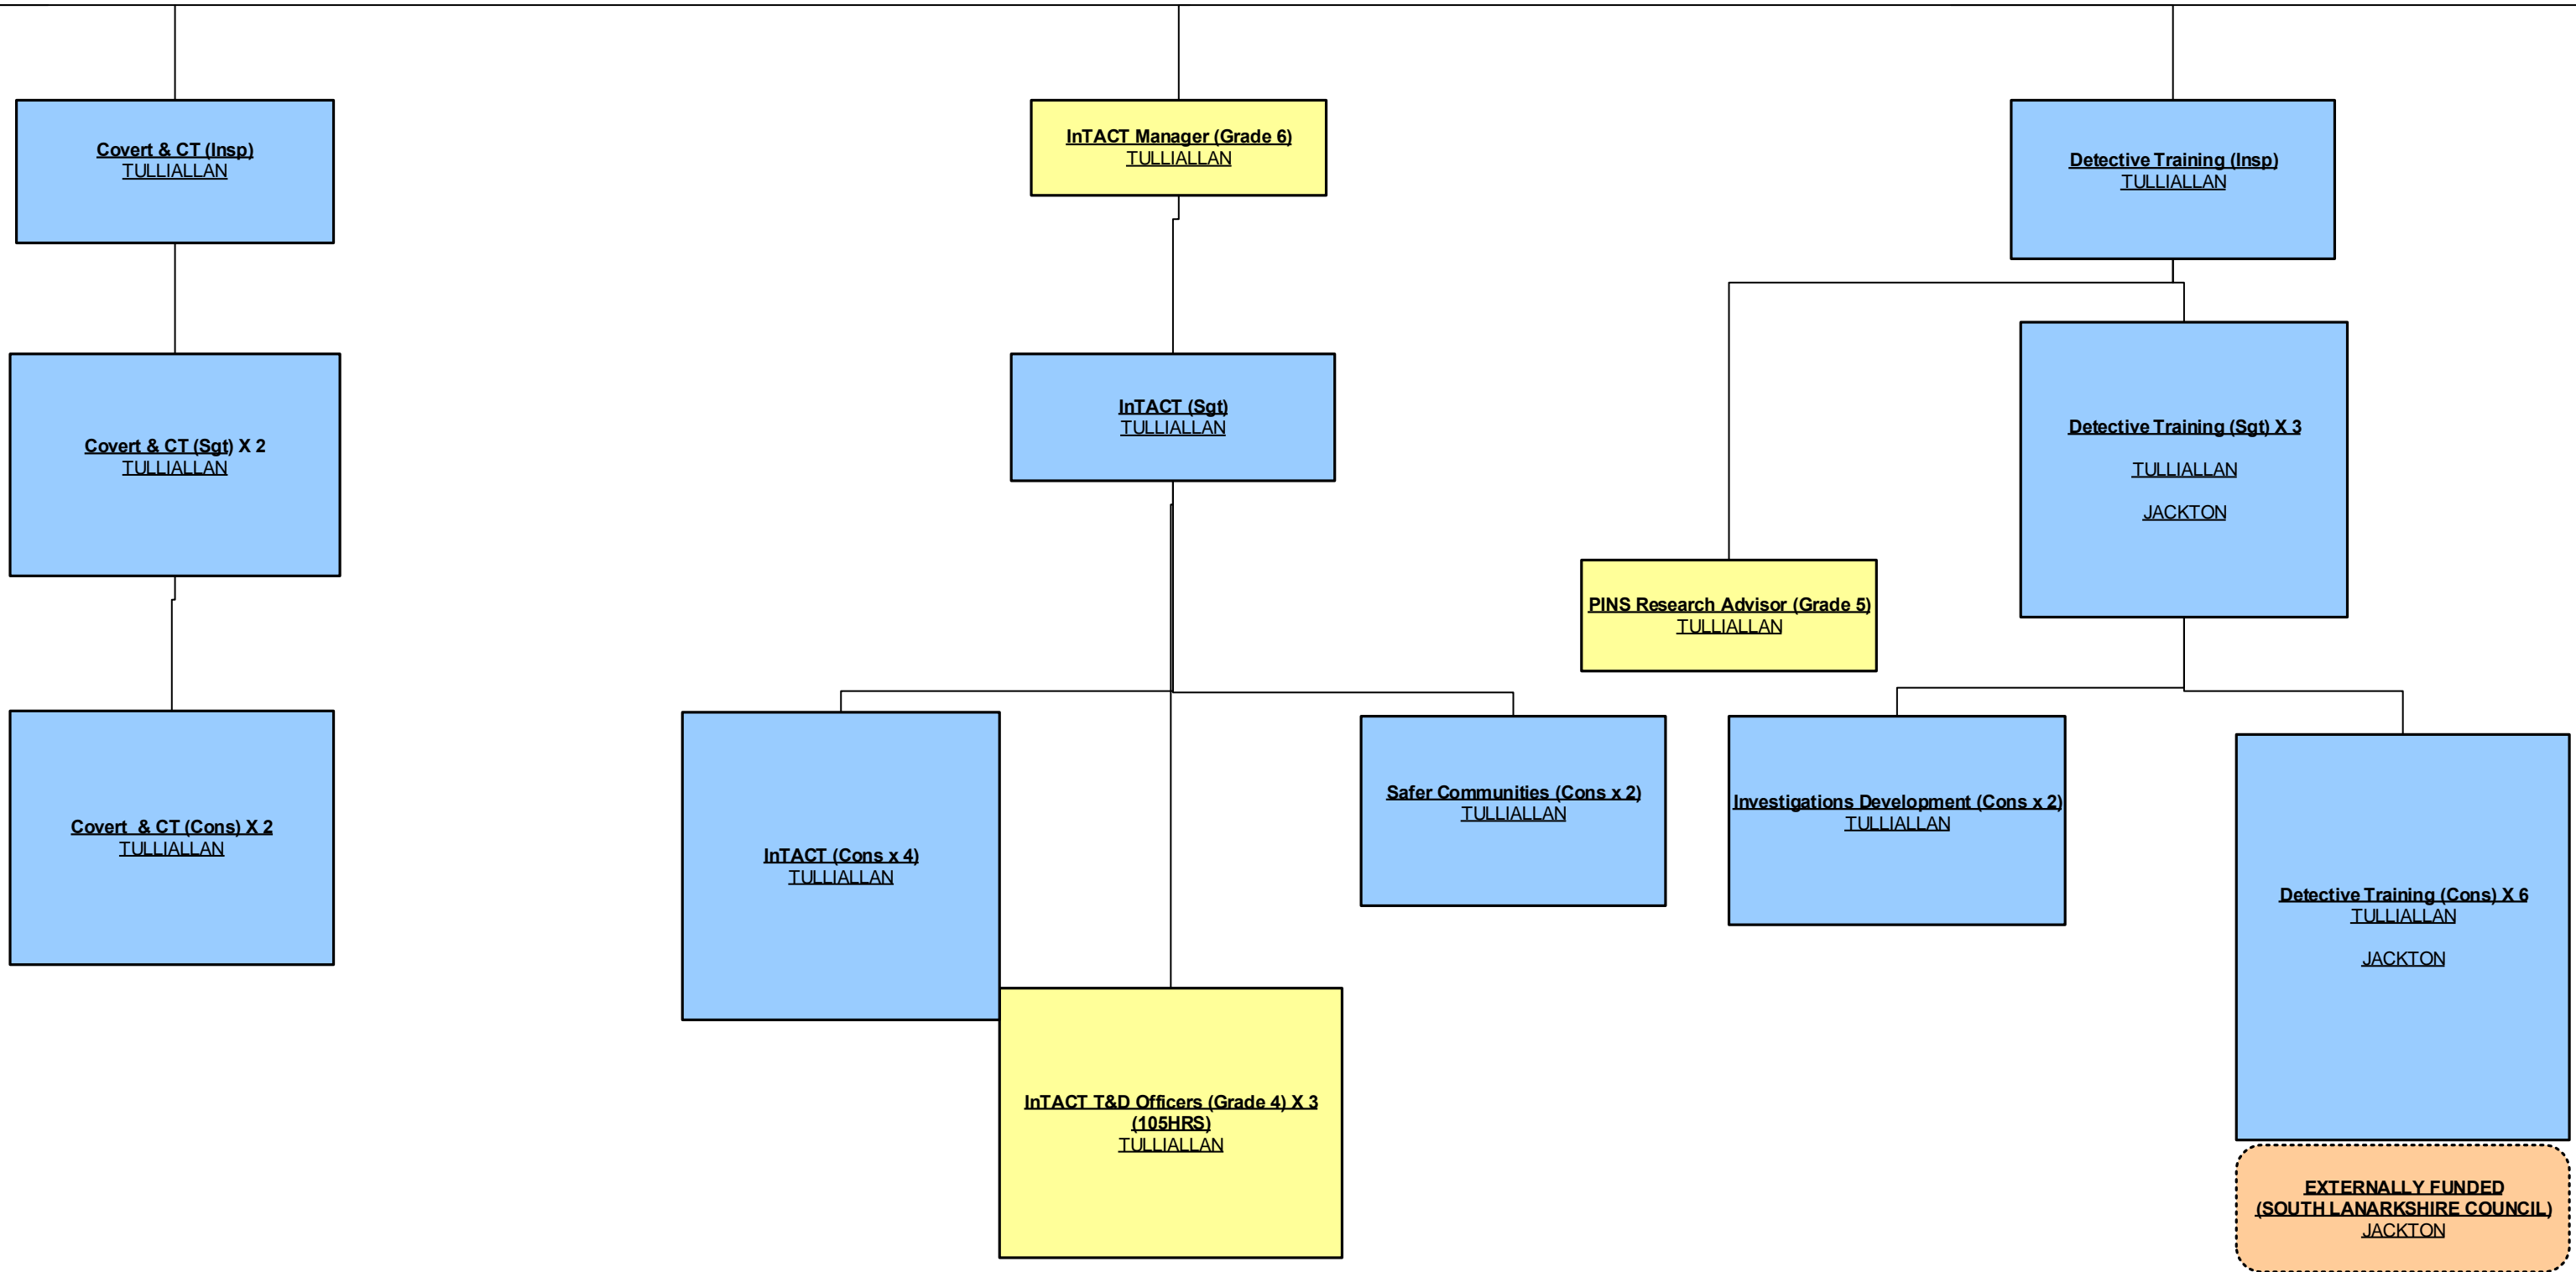 Covert & CT (Insp)
TULLIALLAN
Covert & CT (Sgt) X 2
TULLIALLAN
Covert & CT (Cons) X 2
TULLIALLAN
InTACT Manager (Grade 6)
TULLIALLAN
InTACT (Sgt)
TULLIALLAN
InTACT (Cons x 4)
TULLIALLAN
InTACT T&D Officers (Grade 4) X 3
(105HRS)
TULLIALLAN
Safer Communities (Cons x 2)
TULLIALLAN
Detective Training (Insp)
TULLIALLAN
PINS Research Advisor (Grade 5)
TULLIALLAN
Detective Training (Sgt) X 3
TULLIALLAN
JACKTON
Investigations Development (Cons x 2)
TULLIALLAN
Detective Training (Cons) X 6
TULLIALLAN
JACKTON
EXTERNALLY FUNDED
(SOUTH LANARKSHIRE COUNCIL)
JACKTON